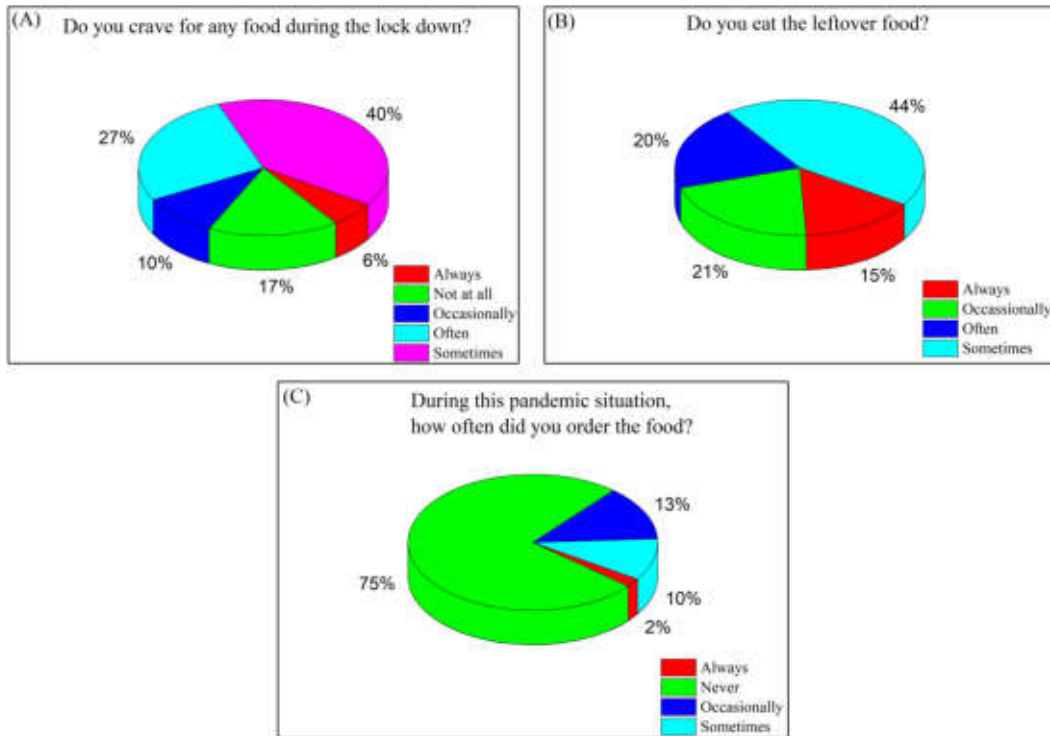 (A)
Do you crave for any food during the lock down?
40%
27%
10%
17%
6%
Always
Not at all
Occasionally
Often
Sometimes
(B)
Do you eat the leftover food?
44%
20%
21%
15%
Always
Occassionally
Often
Sometimes
(C)
During this pandemic situation,
how often did you order the food?
13%
75%
10%
2%
Always
Never
Occasionally
Sometimes